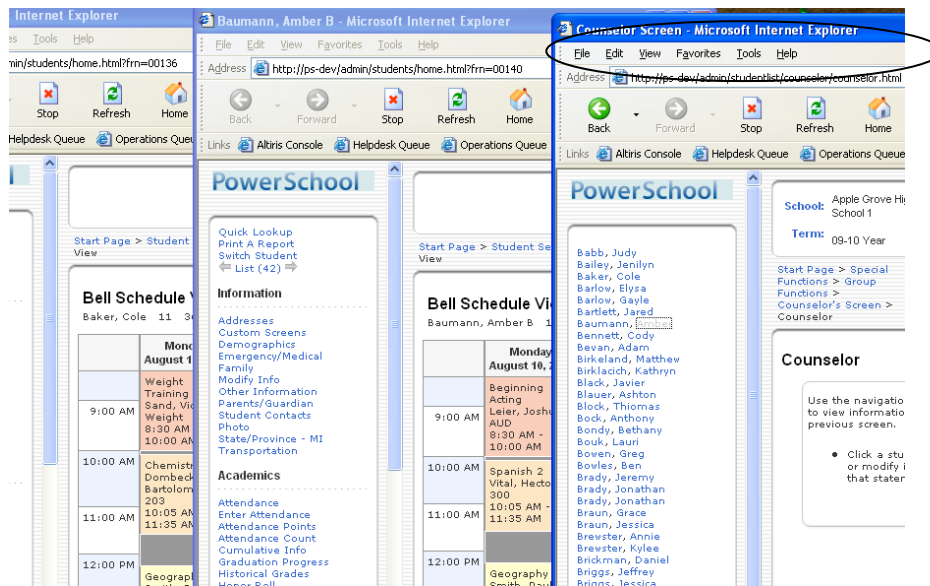 Internet Explorer
Tools Help
min/students/home.html?frn=00136
Stop Refresh Home
Helpdesk Queue Operations Queu
Start Page > Student
View
Bell Schedule
Baker, Cole 11
August 1
Weight
Training
Weight
8:30 AM
10:00 AM
9:00 AM
10:00 AM
203
10:05 AM
11:35 AM
11:00 AM
12:00 PM
Baumann, Amber B - Microsoft Internet Explorer
File Edit View Favorites Tools Help
Address http://ps-dev/admin/students/home.html?frn=00140
Back Forward Stop Refresh Home
Links Altiris Console Helpdesk Queue Operations Queue
PowerSchool
Quick Lookup
Print A Report
Switch Student
List (42)
Information
Addresses
Custom Screens
Demographics
Emergency/Medical
Family
Modify Info
Other Information
Parents/Guardian
Student Contacts
Photo
State/Province - MI
Transportation
Academics
Attendance
Enter Attendance
Attendance Points
Attendance Count
Cumulative Info
Graduation Progress
Historical Grades
Honor Roll
Start Page > Student Se
View
Bell Schedule Vi
Baumann, Amber B 1
Monday
August 10, 2
Beginning
Acting
Leier, Joshu
AUD
8:30 AM -
10:00 AM
9:00 AM
10:00 AM
Spanish 2
Vital, Hecto
300
10:05 AM -
11:35 AM
11:00 AM
12:00 PM
Geography
Counselor Screen - Microsoft Internet Explorer
File Edit View Favorites Tools Help
Address http://ps-dev/admin/studentlist/counselor/counselor.html
Back Forward Stop Refresh Home
Links Altiris Console Helpdesk Queue Operations Queue
PowerSchool
Babb, Judy
Bailey, Jenilyn
Baker, Cole
Barlow, Elysa
Barlow, Gayle
Bartlett, Jared
Baumann, Amber
Bennett, Cody
Bevan, Adam
Birkeland, Matthew
Birklacich, Kathryn
Black, Javier
Blauer, Ashton
Block, Thomas
Bock, Anthony
Bondy, Bethany
Bouk, Lauri
Bowen, Greg
Bowles, Ben
Brady, Jeremy
Brady, Jonathan
Brady, Jonathan
Braun, Grace
Braun, Jessica
Brewster, Annie
Brewster, Kylee
Brickman, Daniel
Briggs, Jeffrey
Briggs, Jessica
School: Apple Grove Hi
School 1
Term: 09-10 Year
Start Page > Special
Functions > Group
Functions >
Counselor's Screen >
Counselor
Counselor
Use the navigatio
to view informatio
previous screen.
• Click a stu
or modify i
that staten